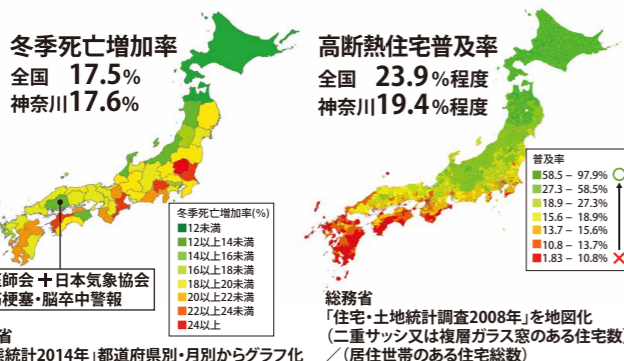 冬季死亡増加率
全国 17.5%
神奈川17.6%
冬季死亡増加率(%)
12未満
12以上14未満
14以上16未満
16以上18未満
18以上20未満
20以上22未満
22以上24未満
24以上
医師会+日本気象協会
梗塞・脳卒中警報
省
統計2014年」都道府県別・月別からグラフ化
高断熱住宅普及率
全国 23.9%程度
神奈川19.4%程度
普及率
58.5 – 97.9%
27.3 – 58.5%
18.9 – 27.3%
15.6 – 18.9%
13.7 – 15.6%
10.8 – 13.7%
1.83 – 10.8%
総務省
「住宅・土地統計調査2008年」を地図化
(二重サッシ又は複層ガラス窓のある住宅数)
/(居住世帯のある住宅総数)